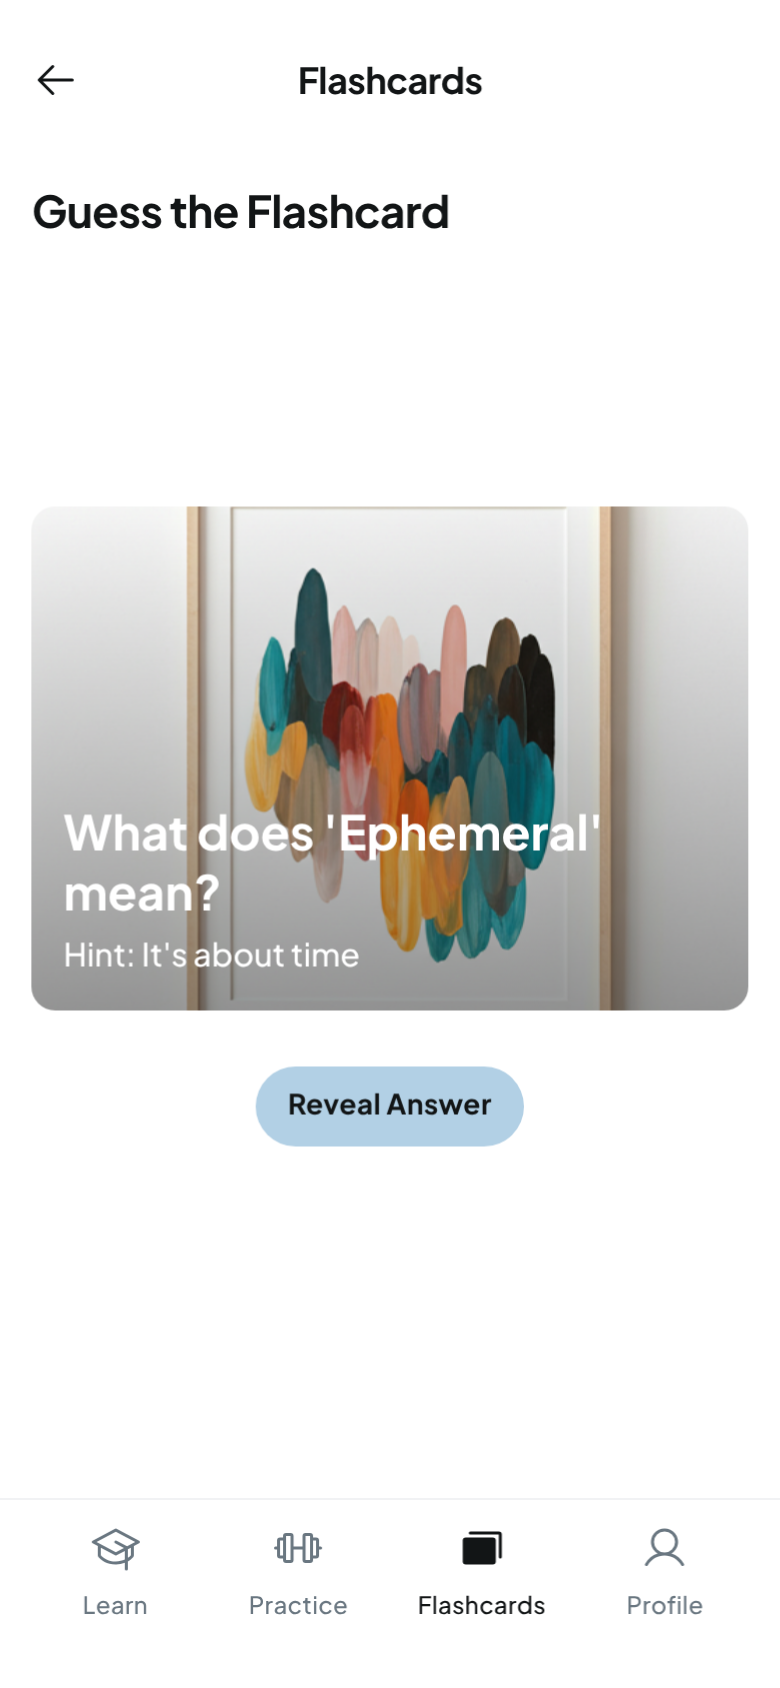 Flashcards
Guess the Flashcard
What does 'Ephemeral'
mean?
Hint: It's about time
Reveal Answer
Learn
Practice
Flashcards
Profile